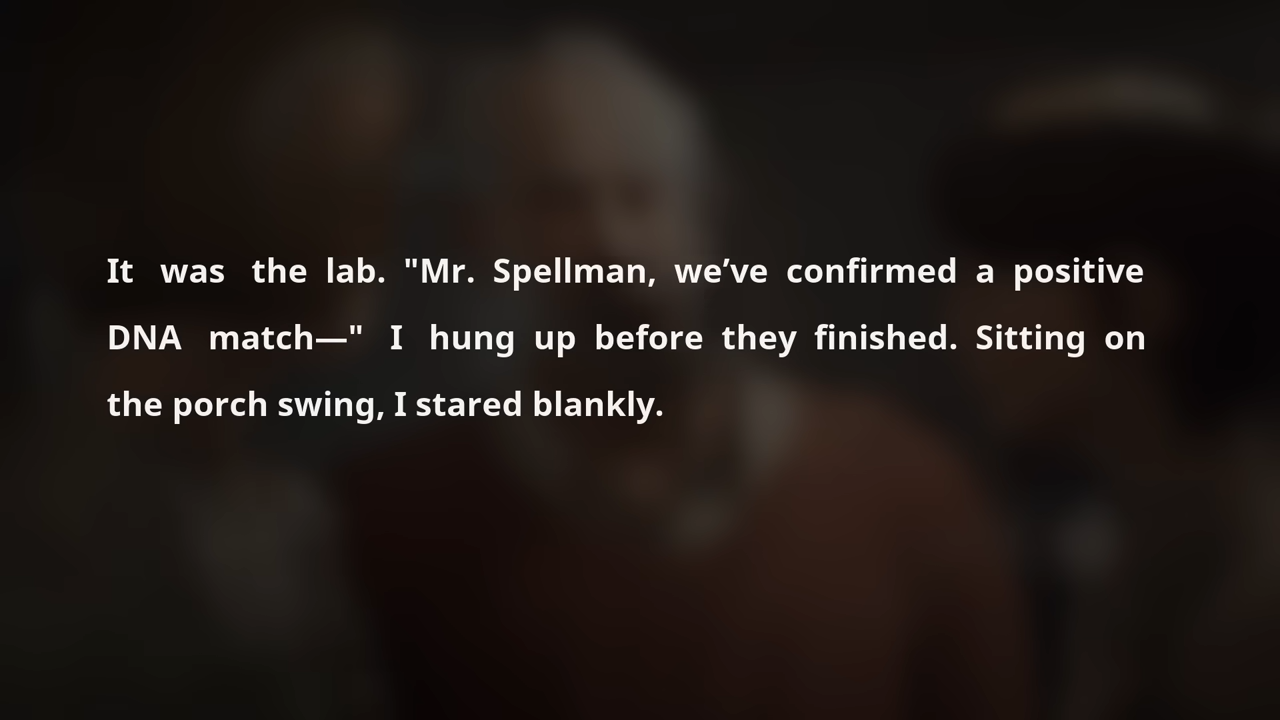 It was the lab. "Mr. Spellman, we’ve confirmed a positive
DNA match—" I hung up before they finished. Sitting on
the porch swing, I stared blankly.